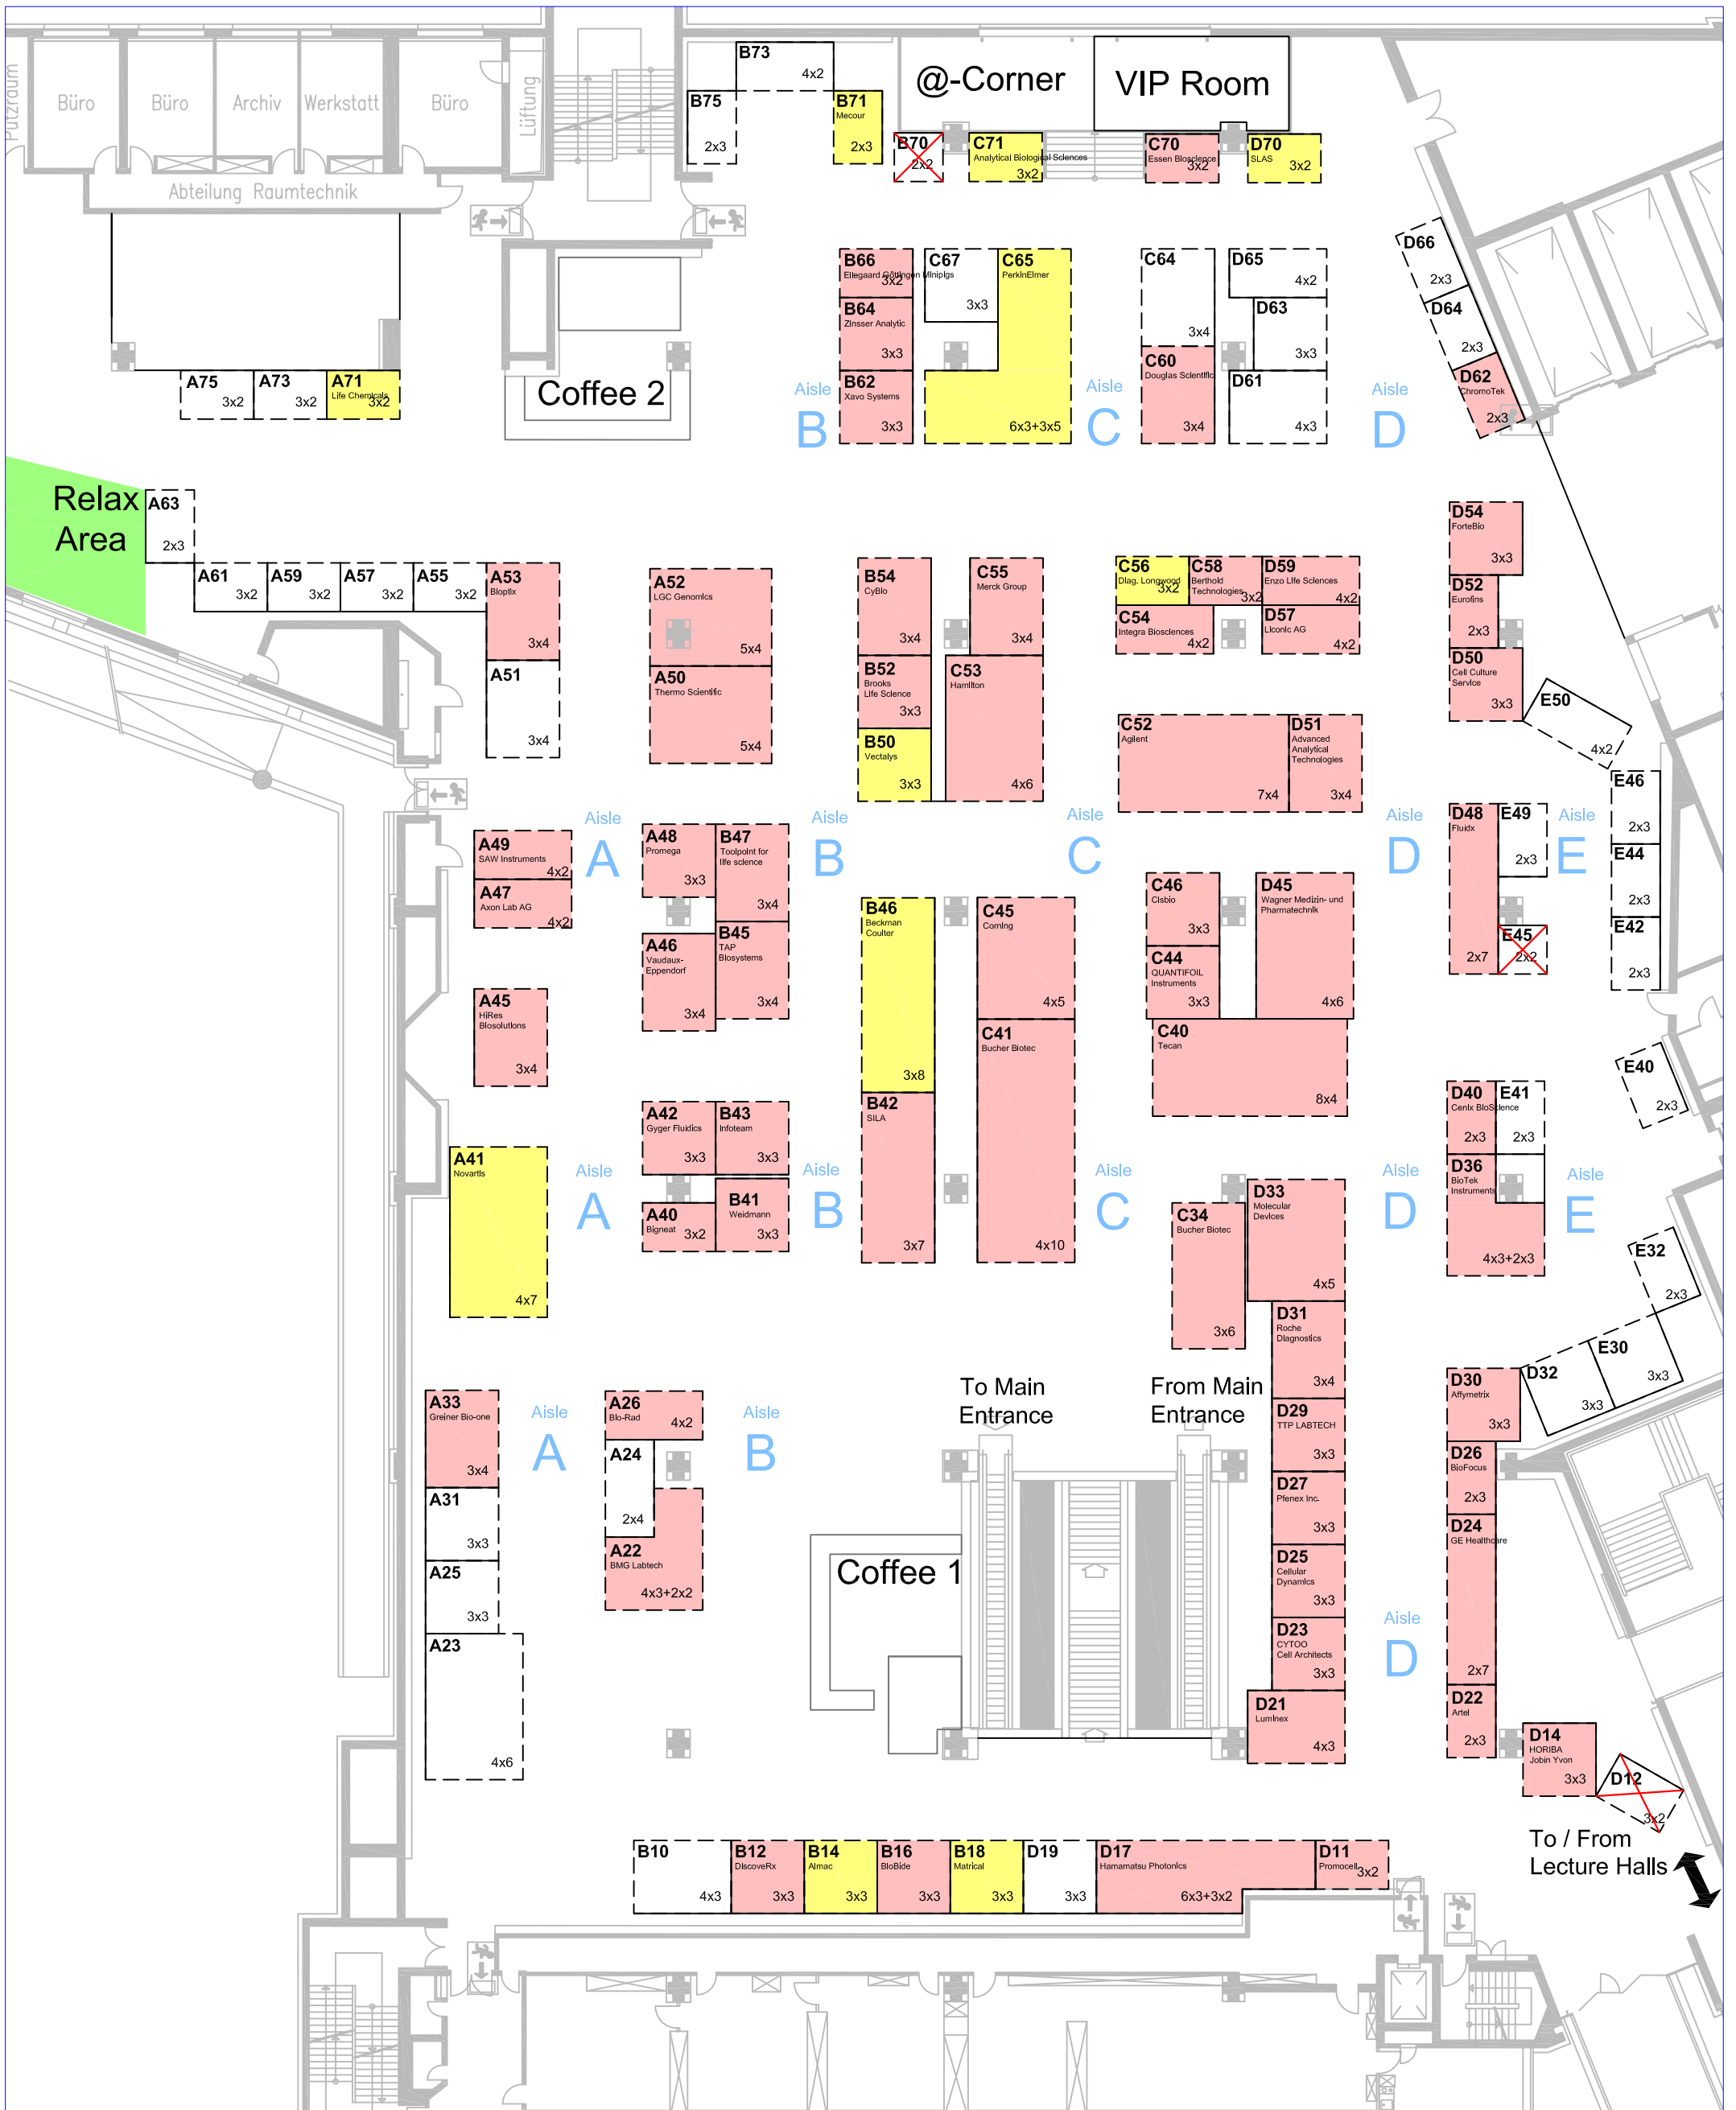 Putzraum
Büro
Büro
Archiv
Werkstatt
Büro
Lüftung
Abteilung Raumtechnik
B73
4x2
B75
2x3
B71
Mecour
2x3
@-Corner
VIP Room
B70
2x2
C71
Analytical Biological Sciences
3x2
C70
Essen Bioscience
3x2
D70
SLAS
3x2
B66
Ellegaard Göttingen Minipigs
3x2
B64
Zinsser Analytic
3x3
B62
Xavo Systems
3x3
C67
3x3
C65
PerkinElmer
6x3+3x5
C64
3x4
C60
Douglas Scientific
3x4
D65
4x2
D63
3x3
D61
4x3
D66
2x3
D64
2x3
D62
ChromoTek
2x3
A75
3x2
A73
3x2
A71
Life Chemicals
3x2
Coffee 2
Aisle
B
Aisle
C
Aisle
D
Relax
Area
A63
2x3
A61
3x2
A59
3x2
A57
3x2
A55
3x2
A53
Bioptix
3x4
A51
3x4
A52
LGC Genomics
5x4
A50
Thermo Scientific
5x4
B54
CyBio
3x4
B52
Brooks
Life Science
3x3
B50
Vectalys
3x3
C55
Merck Group
3x4
C53
Hamilton
4x6
C56
Diag. Longwood
3x2
C58
Berthold
Technologies
3x2
D59
Enzo Life Sciences
4x2
C54
Integra Biosciences
4x2
D57
Liconic AG
4x2
C52
Agilent
7x4
D51
Advanced
Analytical
Technologies
3x4
D54
ForteBio
3x3
D52
Eurofins
2x3
D50
Cell Culture
Service
3x3
E50
4x2
E46
2x3
E44
2x3
E42
2x3
Aisle
A
Aisle
B
Aisle
C
Aisle
D
Aisle
E
A49
SAW Instruments
4x2
A47
Axon Lab AG
4x2
A48
Promega
3x3
B47
Toolpoint for
life science
3x4
A46
Vaudaux-
Eppendorf
3x4
B45
TAP
Biosystems
3x4
A45
HiRes
Biosolutions
3x4
B46
Beckman
Coulter
3x8
B42
SILA
3x7
C45
Corning
4x5
C41
Bucher Biotec
4x10
C46
Cisbio
3x3
C44
QUANTIFOIL
Instruments
3x3
D45
Wagner Medizin- und
Pharmatechnik
4x6
C40
Tecan
8x4
D48
Fluidx
2x7
E49
2x3
E45
2x2
E40
2x3
A42
Gyger Fluidics
3x3
B43
Infoteam
3x3
A40
Bigneat
3x2
B41
Weidmann
3x3
A41
Novartis
4x7
Aisle
A
Aisle
B
Aisle
C
Aisle
D
Aisle
E
D40
Cenix BioScience
2x3
E41
2x3
D36
BioTek
Instruments
4x3+2x3
C34
Bucher Biotec
3x6
D33
Molecular
Devices
4x5
D31
Roche
Diagnostics
3x4
D29
TTP LABTECH
3x3
D27
Pfenex Inc.
3x3
D25
Cellular
Dynamics
3x3
D23
CYTOO
Cell Architects
3x3
D21
Luminex
4x3
E32
2x3
E30
3x3
D32
3x3
D30
Affymetrix
3x3
D26
BioFocus
2x3
D24
GE Healthcare
2x7
D22
Artel
2x3
D14
HORIBA
Jobin Yvon
3x3
D12
3x2
To / From
Lecture Halls
A33
Greiner Bio-one
3x4
A31
3x3
A25
3x3
A23
4x6
Aisle
A
A26
Bio-Rad
4x2
A24
2x4
A22
BMG Labtech
4x3+2x2
Aisle
B
To Main
Entrance
From Main
Entrance
Coffee 1
Aisle
D
B10
4x3
B12
DiscoveRx
3x3
B14
Almac
3x3
B16
BioBide
3x3
B18
Matrical
3x3
D19
3x3
D17
Hamamatsu Photonics
6x3+3x2
D11
Promocell
3x2